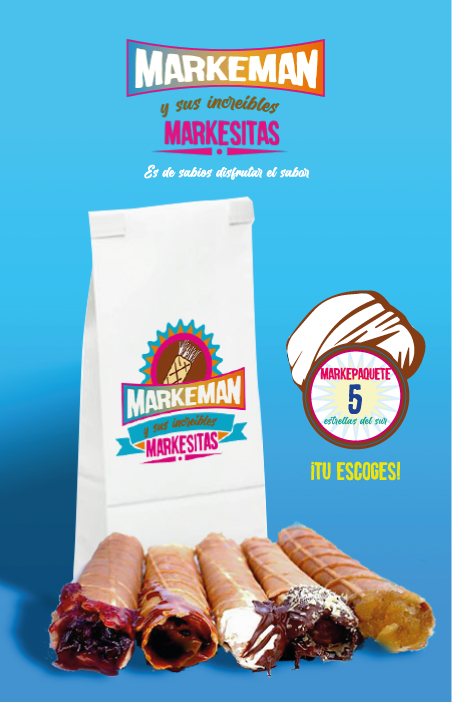 MARKEMAN
y sus increíbles
MARKESITAS
Es de sabios disfrutar el sabor
MARKEMAN
y sus increíbles
MARKESITAS
MARKEPAQUETE
5
estrellas del sur
¡TU ESCOGES!